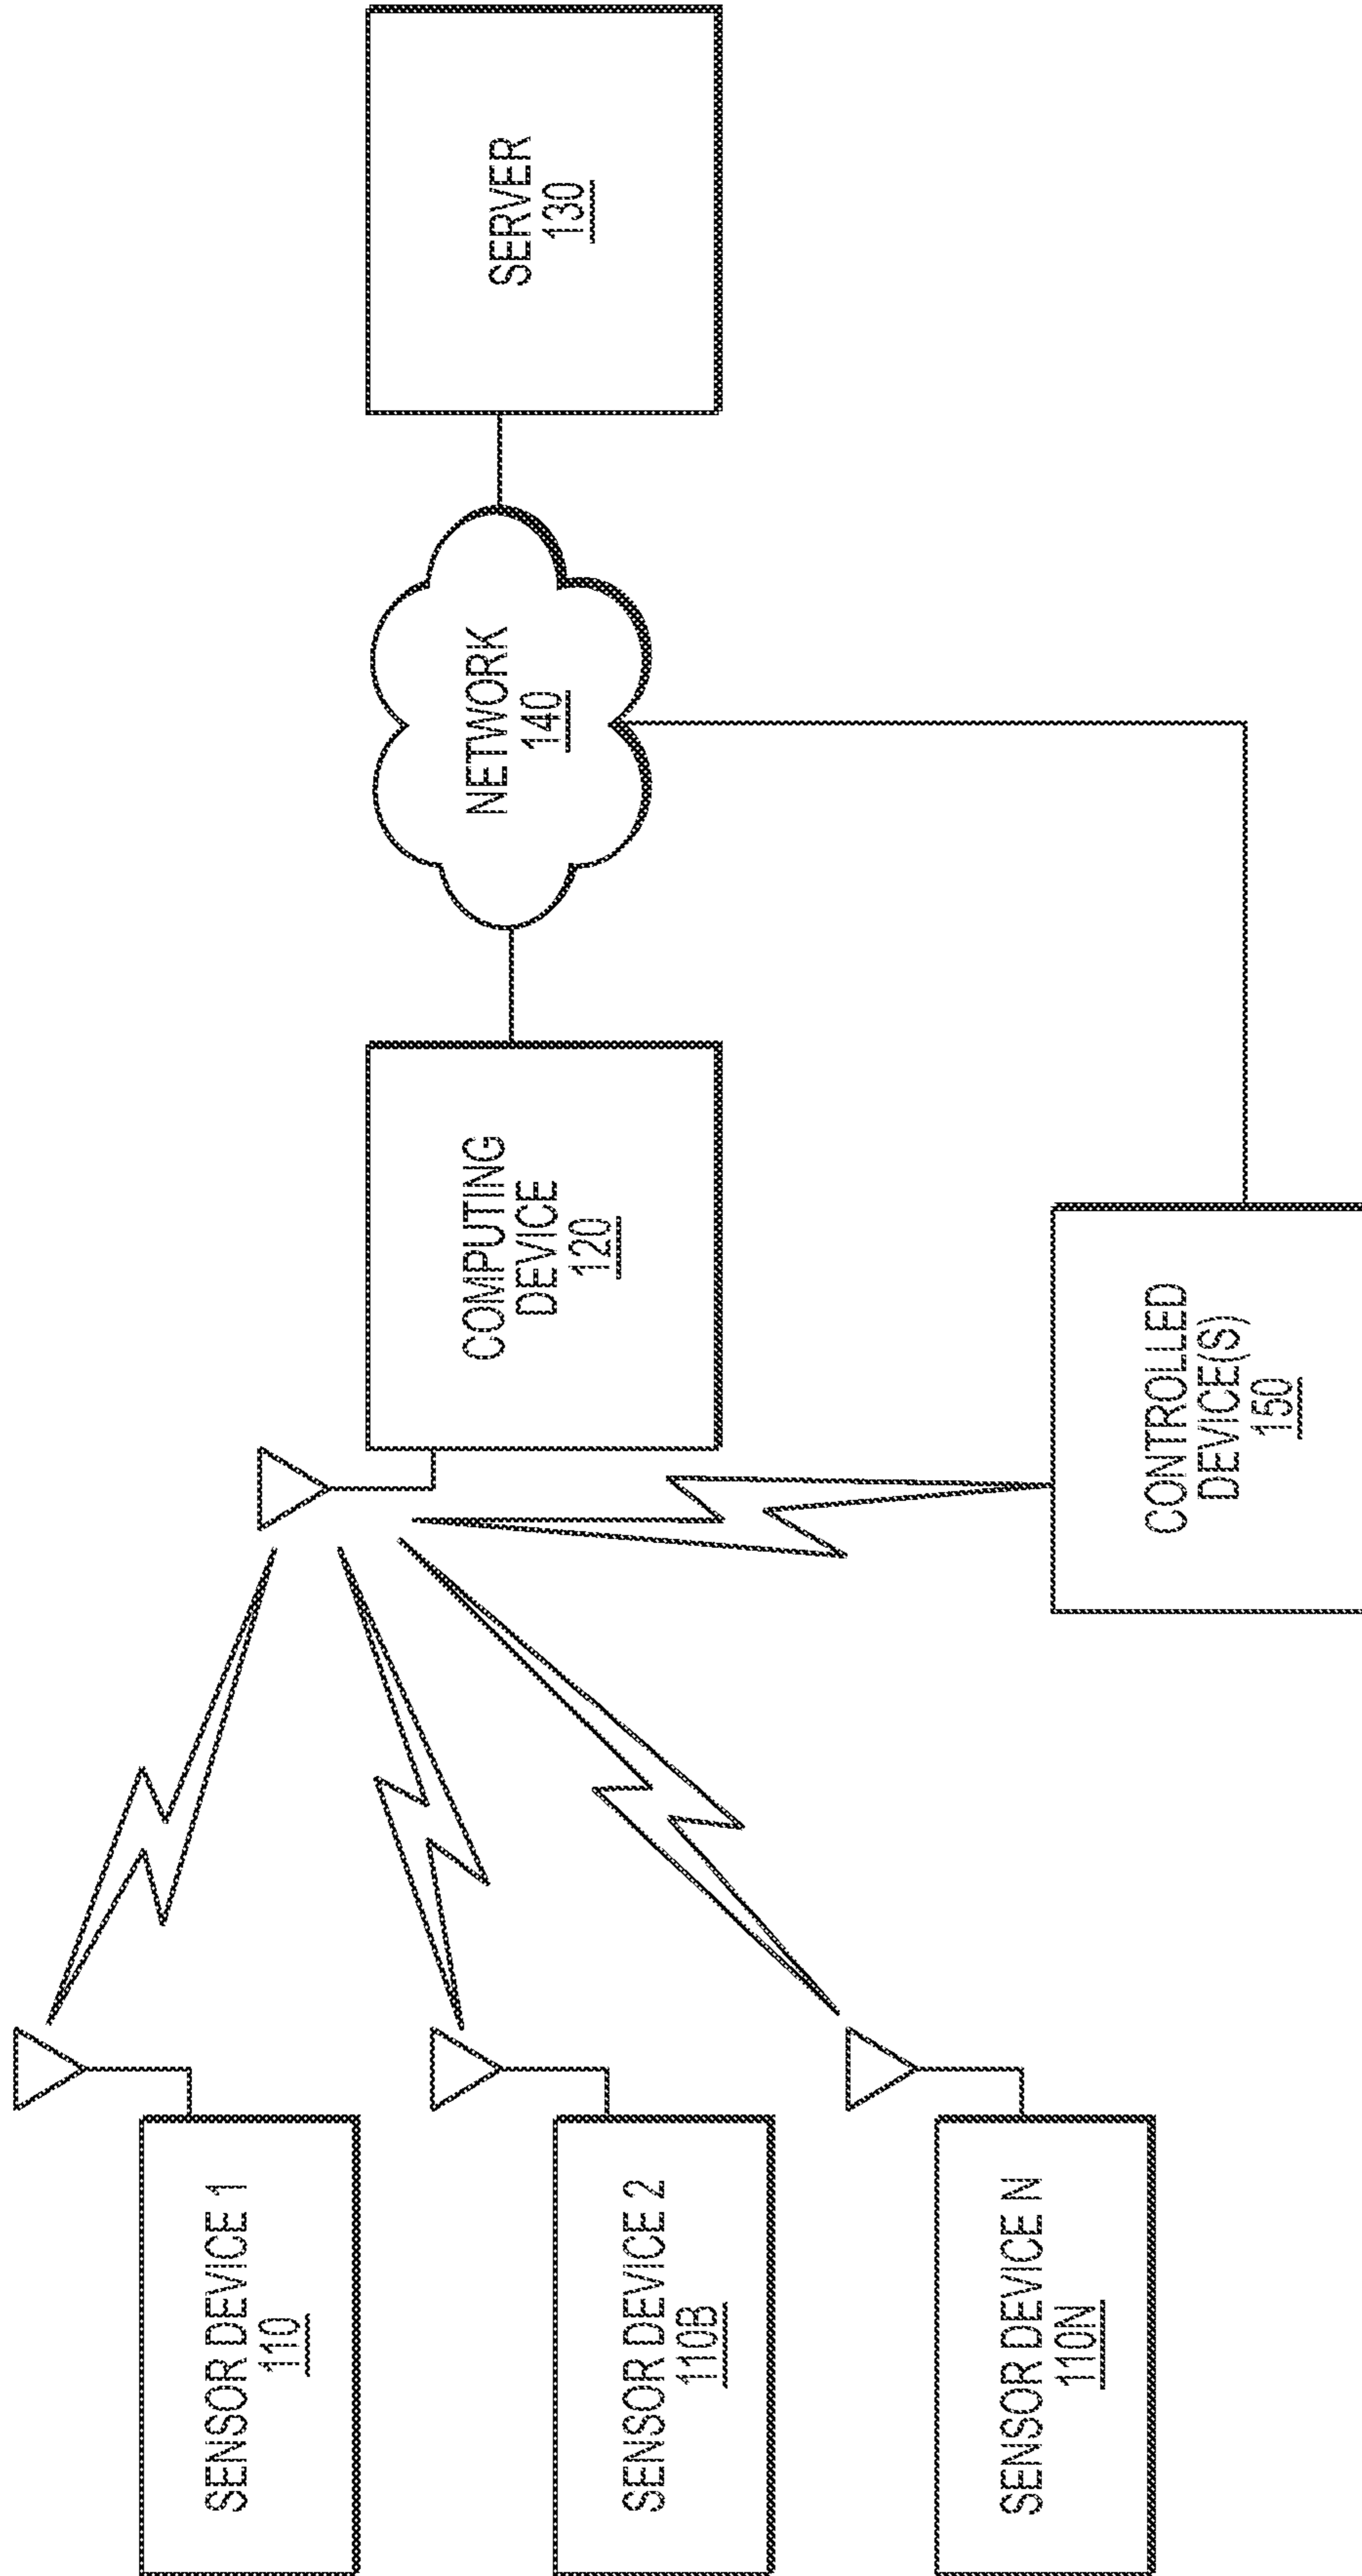 SENSOR DEVICE 1
110
SENSOR DEVICE 2
110B
SENSOR DEVICE N
110N
COMPUTING
DEVICE
120
NETWORK
140
SERVER
130
CONTROLLED
DEVICE(S)
150